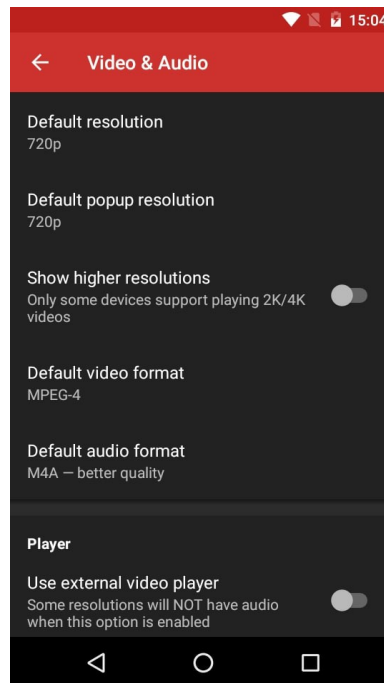 15:04
Video & Audio
Default resolution
720p
Default popup resolution
720p
Show higher resolutions
Only some devices support playing 2K/4K
videos
Default video format
MPEG-4
Default audio format
M4A — better quality
Player
Use external video player
Some resolutions will NOT have audio
when this option is enabled